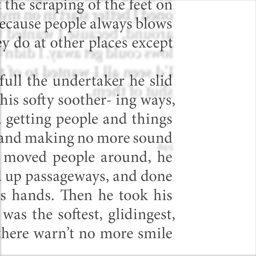 the scraping of the feet on
ecause people always blows
ey do at other places except
full the undertaker he slid
his softy soother- ing ways,
getting people and things
and making no more sound
moved people around, he
up passageways, and done
s hands. Then he took his
was the softest, glidingest,
here warn't no more smile